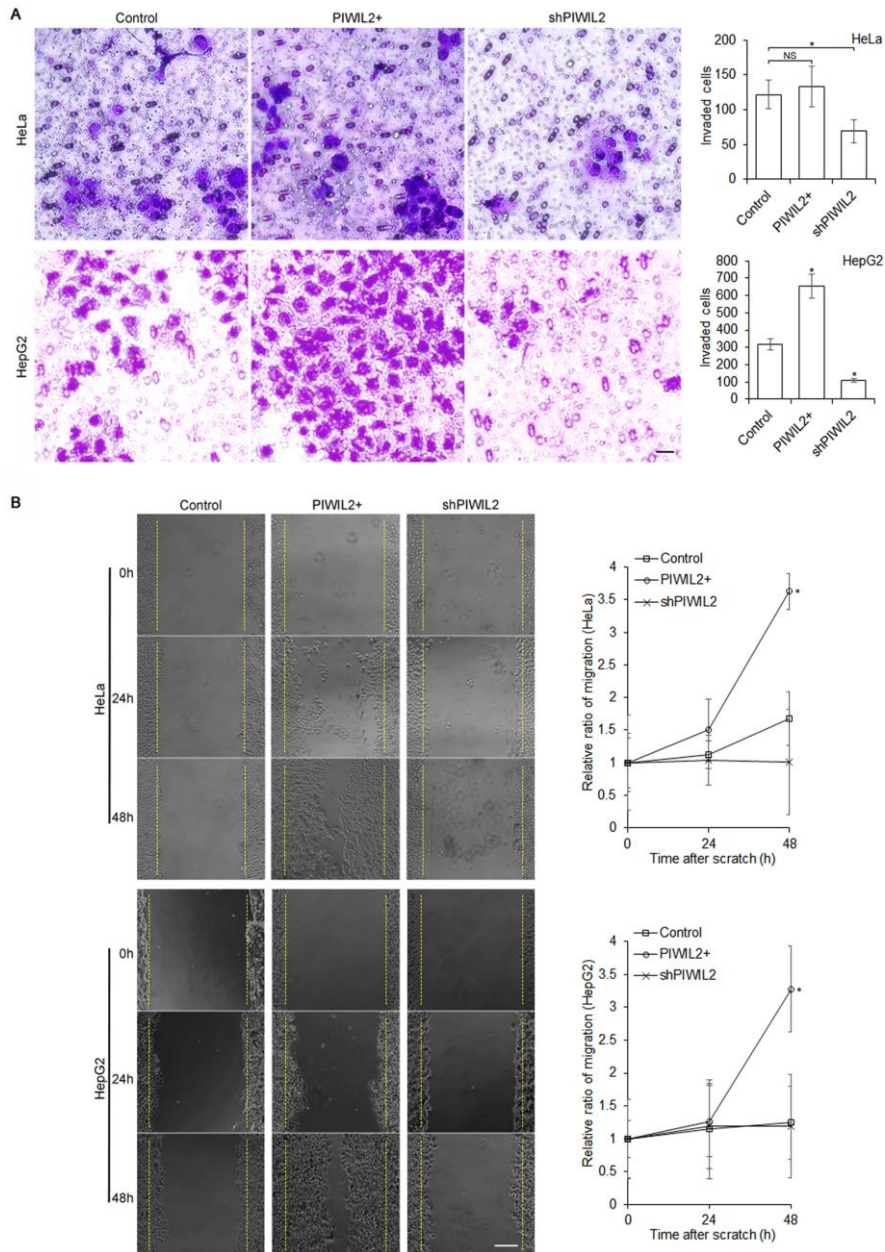 A
Control
PIWIL2+
shPIWIL2
HeLa
HepG2
HeLa
*
NS
Invaded cells
200
150
100
50
0
Control
PIWIL2+
shPIWIL2
HepG2
*
*
Invaded cells
800
700
600
500
400
300
200
100
0
Control
PIWIL2+
shPIWIL2
B
Control
PIWIL2+
shPIWIL2
HeLa
0h
24h
48h
HepG2
0h
24h
48h
Control
PIWIL2+
shPIWIL2
*
Relative ratio of migration (HeLa)
4
3.5
3
2.5
2
1.5
1
0.5
0
0
24
48
Time after scratch (h)
Control
PIWIL2+
shPIWIL2
*
Relative ratio of migration (HepG2)
4
3.5
3
2.5
2
1.5
1
0.5
0
0
24
48
Time after scratch (h)